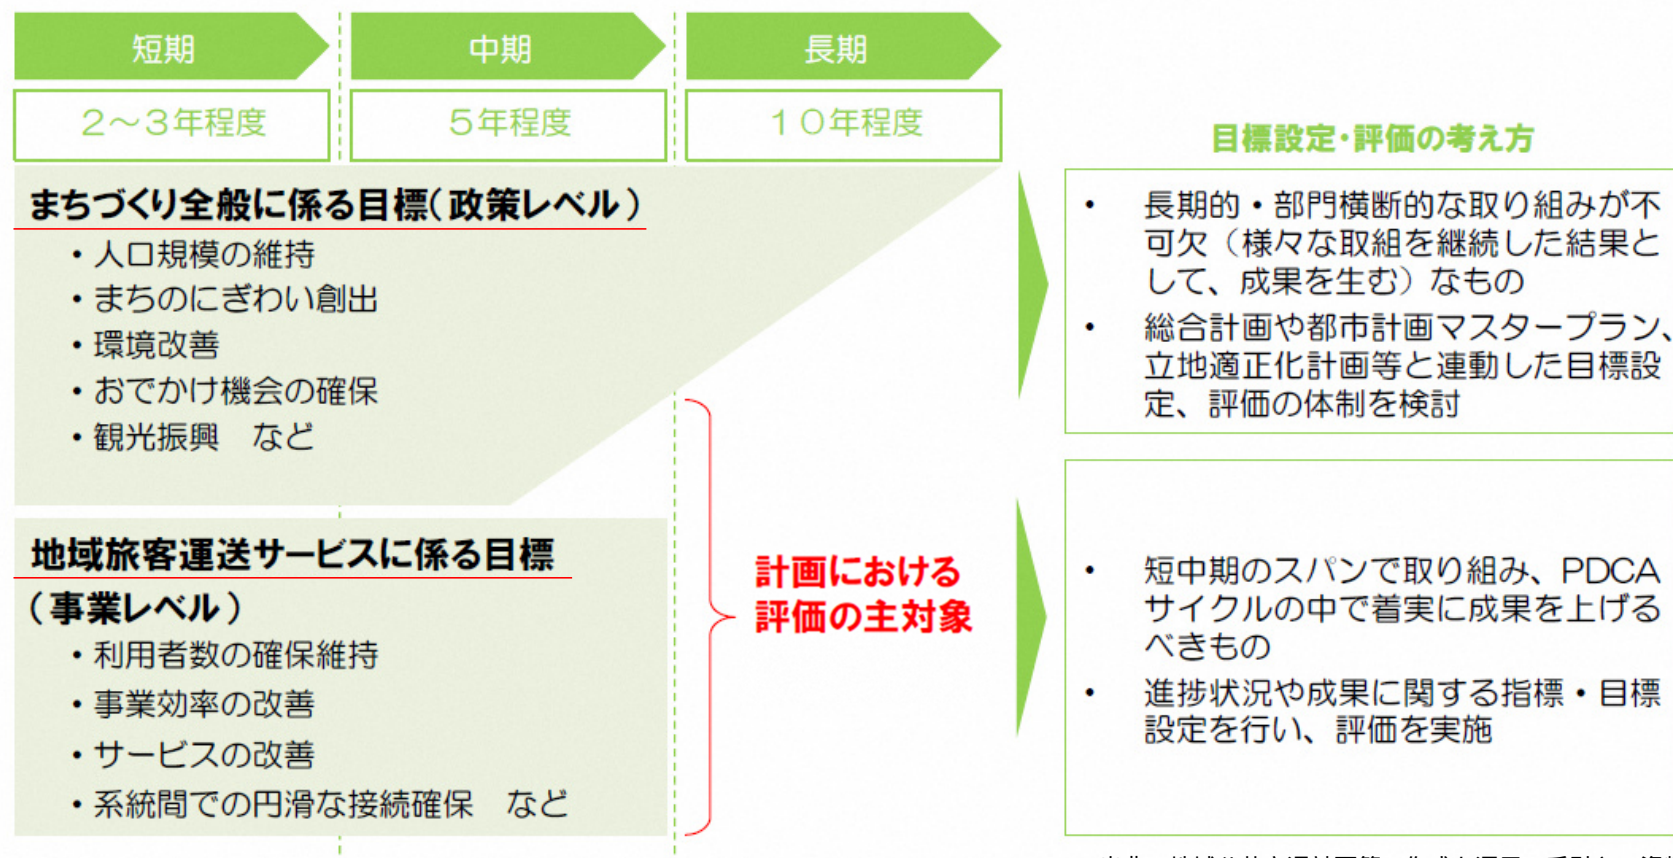 短期
中期
長期
2～3年程度
5年程度
10年程度
まちづくり全般に係る目標(政策レベル)
・人口規模の維持
・まちのにぎわい創出
・環境改善
・おでかけ機会の確保
・観光振興　など
地域旅客運送サービスに係る目標
(事業レベル)
・利用者数の確保維持
・事業効率の改善
・サービスの改善
・系統間での円滑な接続確保　など
計画における
評価の主対象
目標設定・評価の考え方
• 長期的・部門横断的な取り組みが不
可欠（様々な取組を継続した結果と
して、成果を生む）なもの
• 総合計画や都市計画マスタープラン、
立地適正化計画等と連動した目標設
定、評価の体制を検討
• 短中期のスパンで取り組み、PDCA
サイクルの中で着実に成果を上げる
べきもの
• 進捗状況や成果に関する指標・目標
設定を行い、評価を実施